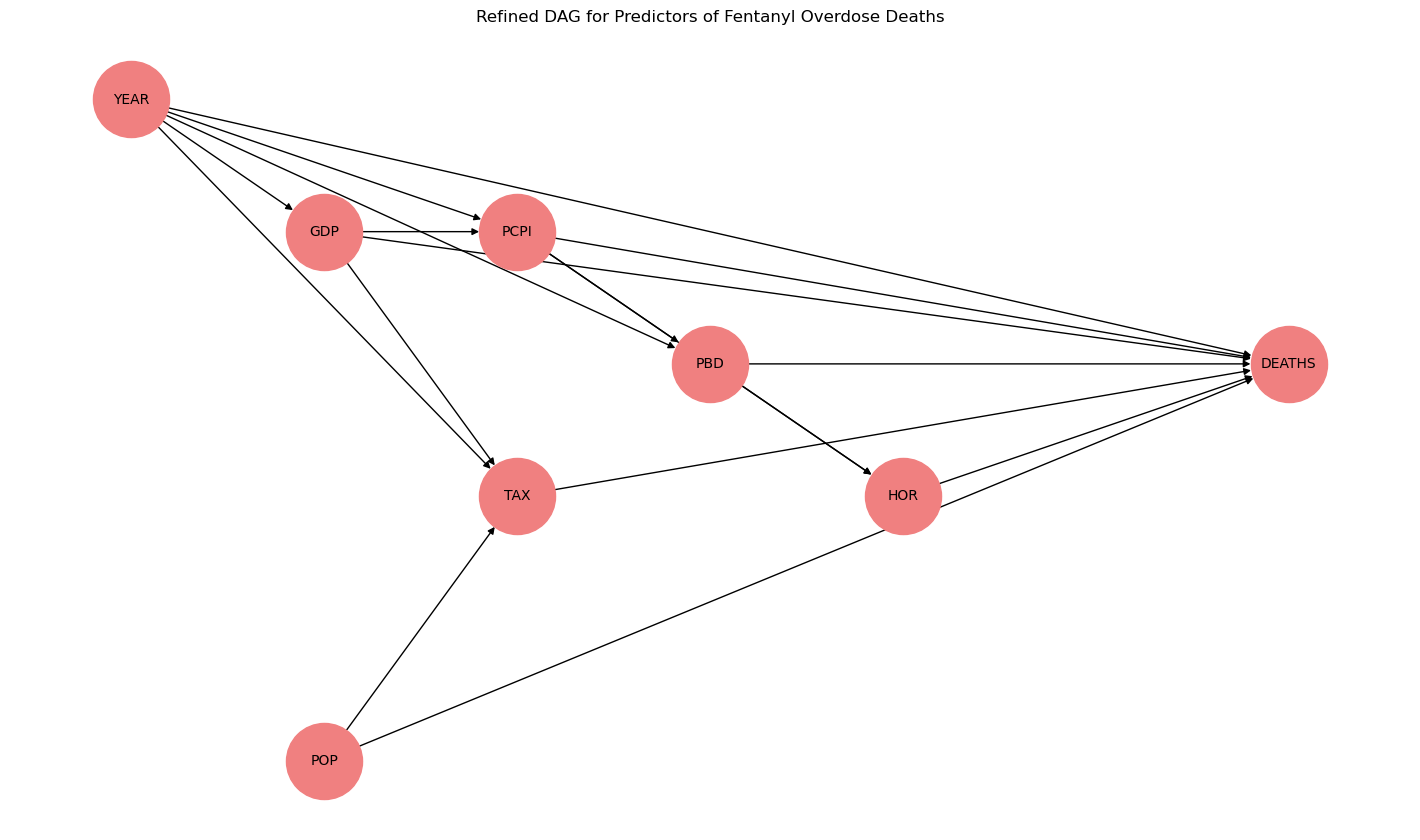 Refined DAG for Predictors of Fentanyl Overdose Deaths
YEAR
GDP
PCPI
PBD
DEATHS
TAX
HOR
POP